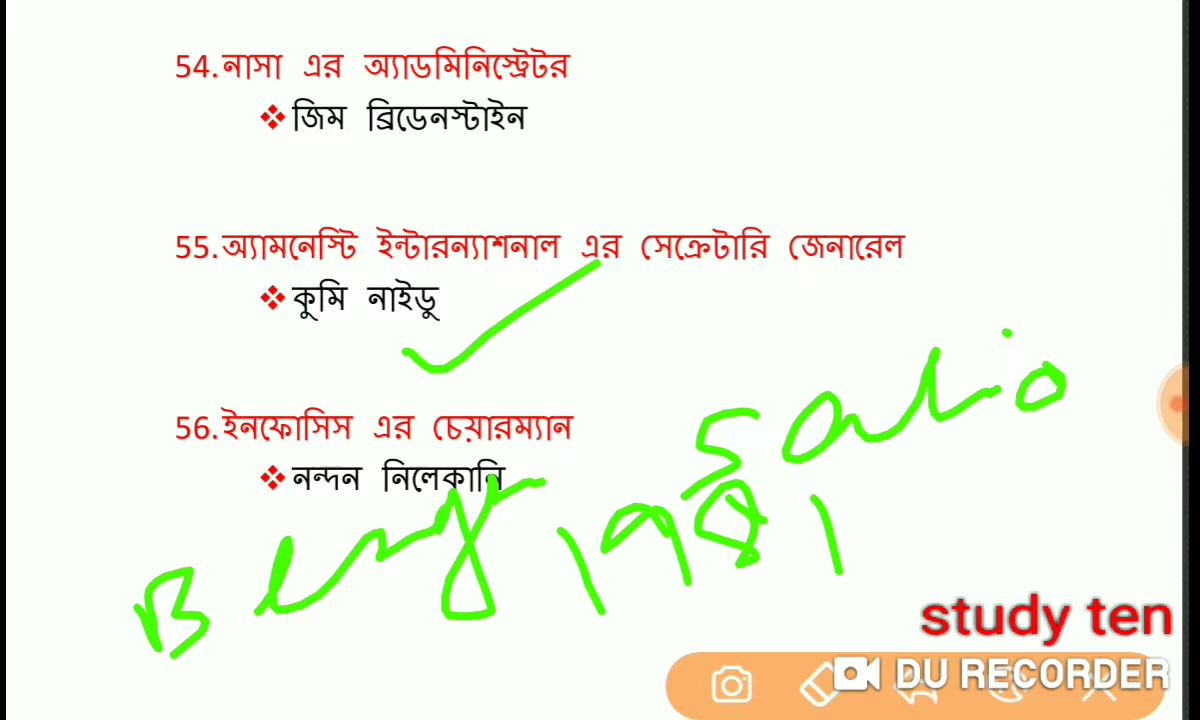 54.নাসা এর অ্যাডমিনিস্ট্রেটর
❖ জিম ব্রিডেনস্টাইন
55.অ্যামনেস্টি ইন্টারন্যাশনাল এর সেক্রেটারি জেনারেল
❖ কুমি নাইডু
56.ইনফোসিস এর চেয়ারম্যান
❖ নন্দন নিলেকানি
study ten
DU RECORDER